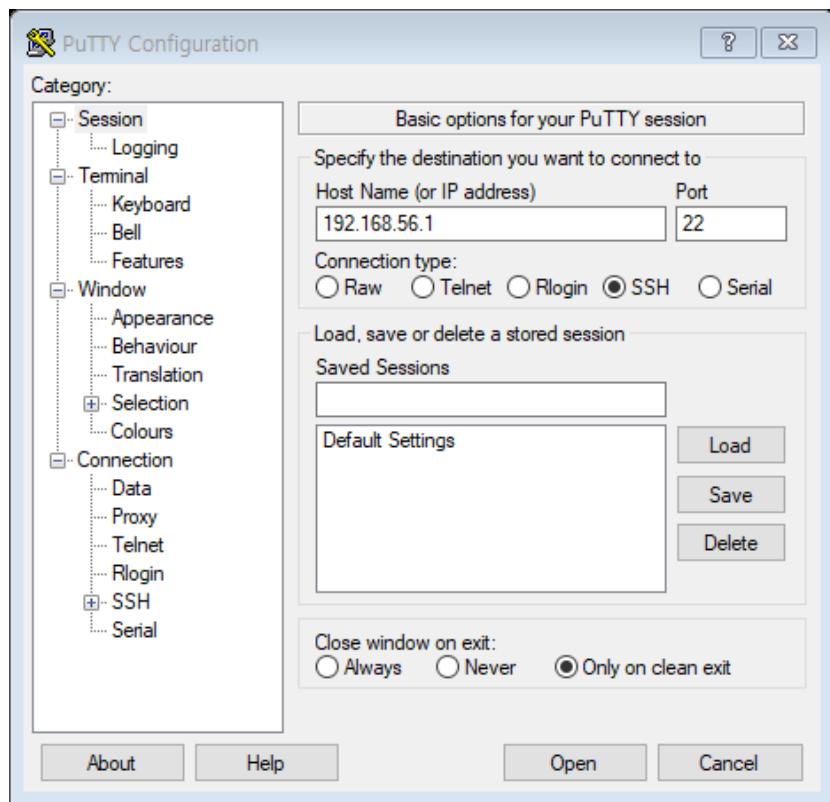 PuTTY Configuration
Category:
Session
Logging
Terminal
Keyboard
Bell
Features
Window
Appearance
Behaviour
Translation
Selection
Colours
Connection
Data
Proxy
Telnet
Rlogin
SSH
Serial
Basic options for your PuTTY session
Specify the destination you want to connect to
Host Name (or IP address) Port
192.168.56.1 22
Connection type:
Raw Telnet Rlogin SSH Serial
Load, save or delete a stored session
Saved Sessions
Default Settings
Load
Save
Delete
Close window on exit:
Always Never Only on clean exit
About Help Open Cancel